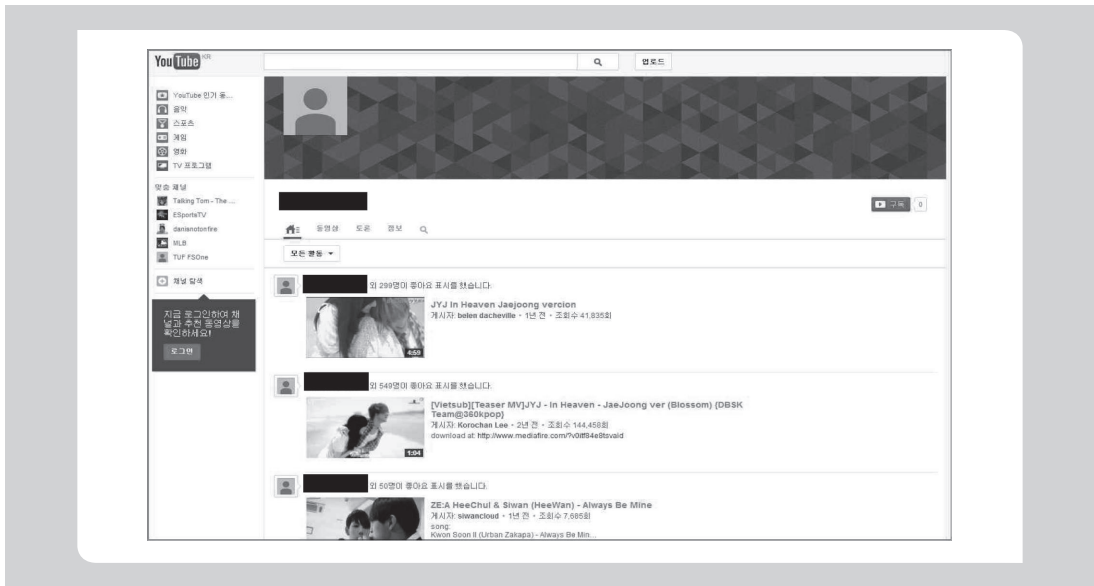 YouTube KR
업로드
YouTube 인기 동...
음악
스포츠
게임
영화
TV 프로그램
맞춤 채널
Talking Tom - The ...
ESportsTV
danisnotonfire
MLB
TUF FSOne
채널 탐색
지금 로그인하여 채
널과 추천 동영상을
확인하세요!
로그인
구독 0
동영상 토론 정보
모든 활동
외 299명이 좋아요 표시를 했습니다.
JYJ In Heaven Jaejoong vercion
게시자: belen dacheville • 1년 전 • 조회수 41,835회
4:59
외 549명이 좋아요 표시를 했습니다.
[Vietsub][Teaser MV]JYJ - In Heaven - JaeJoong ver (Blossom) {DBSK
Team@360kpop}
게시자: Korochan Lee • 2년 전 • 조회수 144,458회
download at: http://www.mediafire.com/?v0itf84e8tsvald
1:04
외 50명이 좋아요 표시를 했습니다.
ZE:A HeeChul & Siwan (HeeWan) - Always Be Mine
게시자: siwancloud • 1년 전 • 조회수 7,685회
song:
Kwon Soon Il (Urban Zakapa) - Always Be Min...